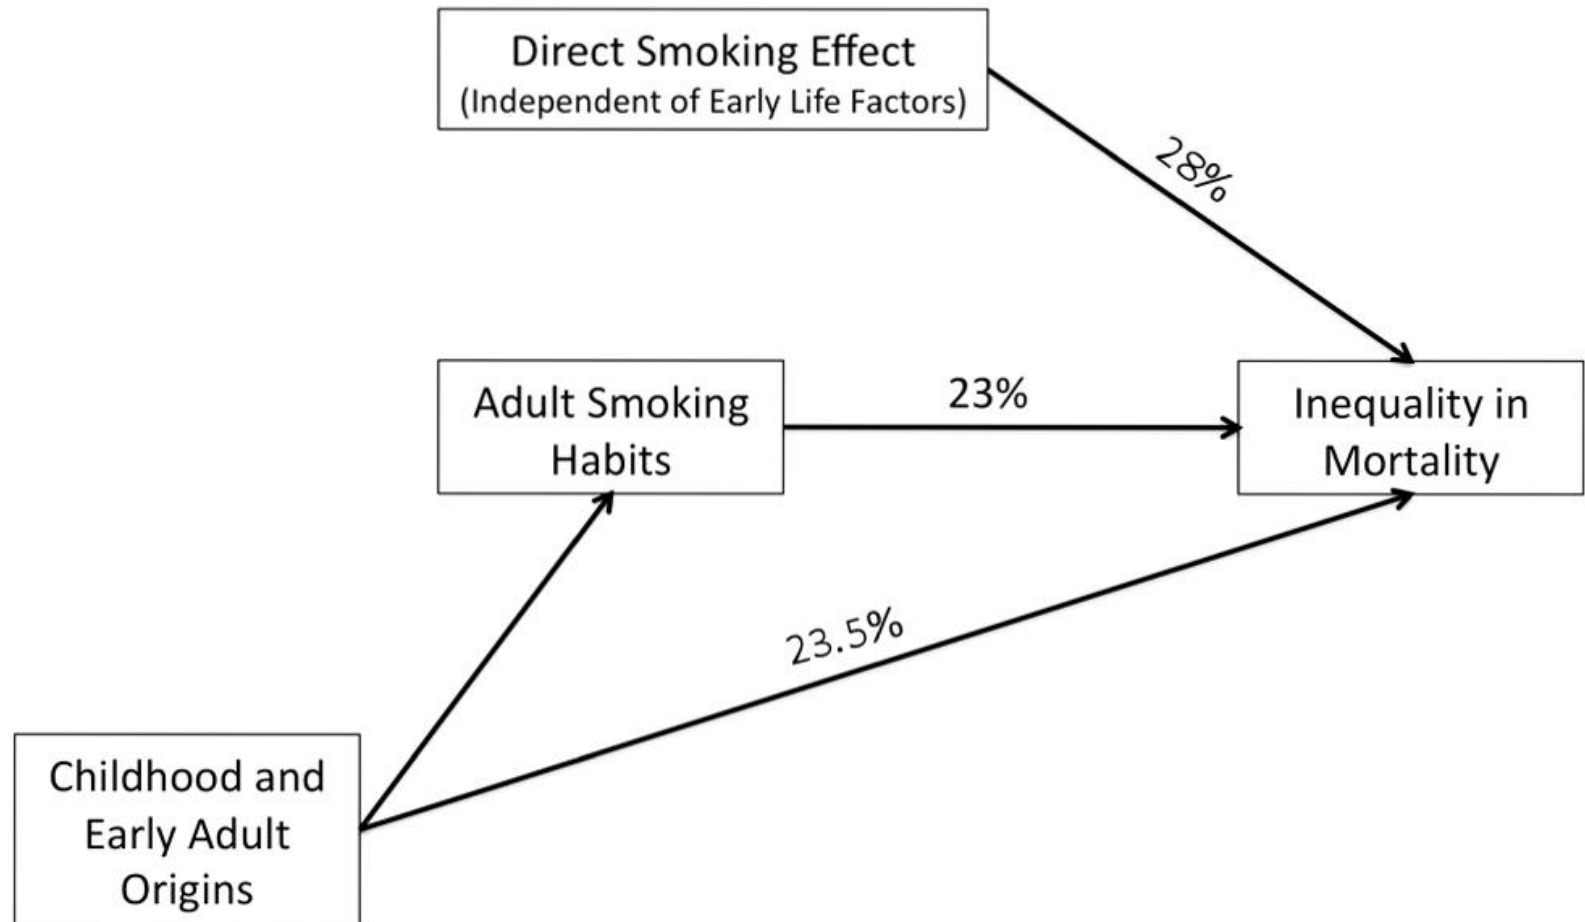 Direct Smoking Effect
(Independent of Early Life Factors)
28%
Adult Smoking
Habits
23%
Inequality in
Mortality
23.5%
Childhood and
Early Adult
Origins